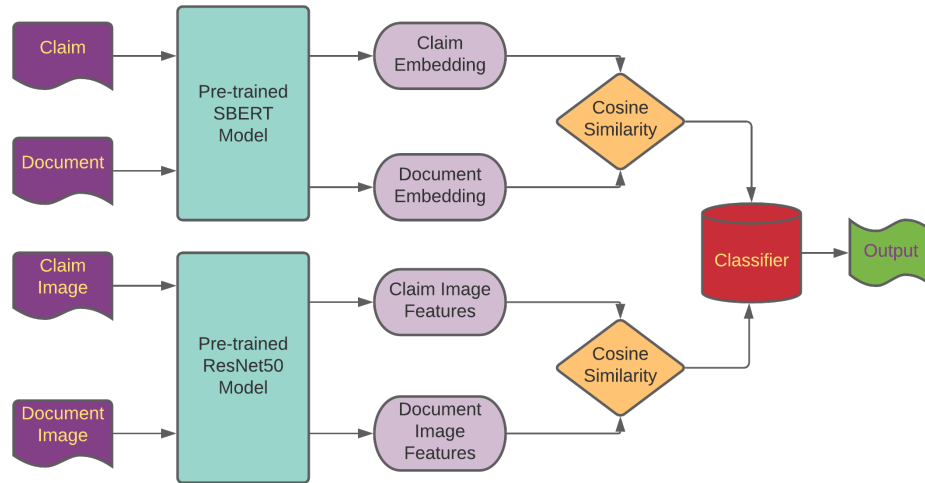 Claim
Pre-trained
SBERT
Model
Claim
Embedding
Cosine
Similarity
Document
Document
Embedding
Classifier
Output
Claim
Image
Pre-trained
ResNet50
Model
Claim Image
Features
Cosine
Similarity
Document
Image
Document
Image
Features